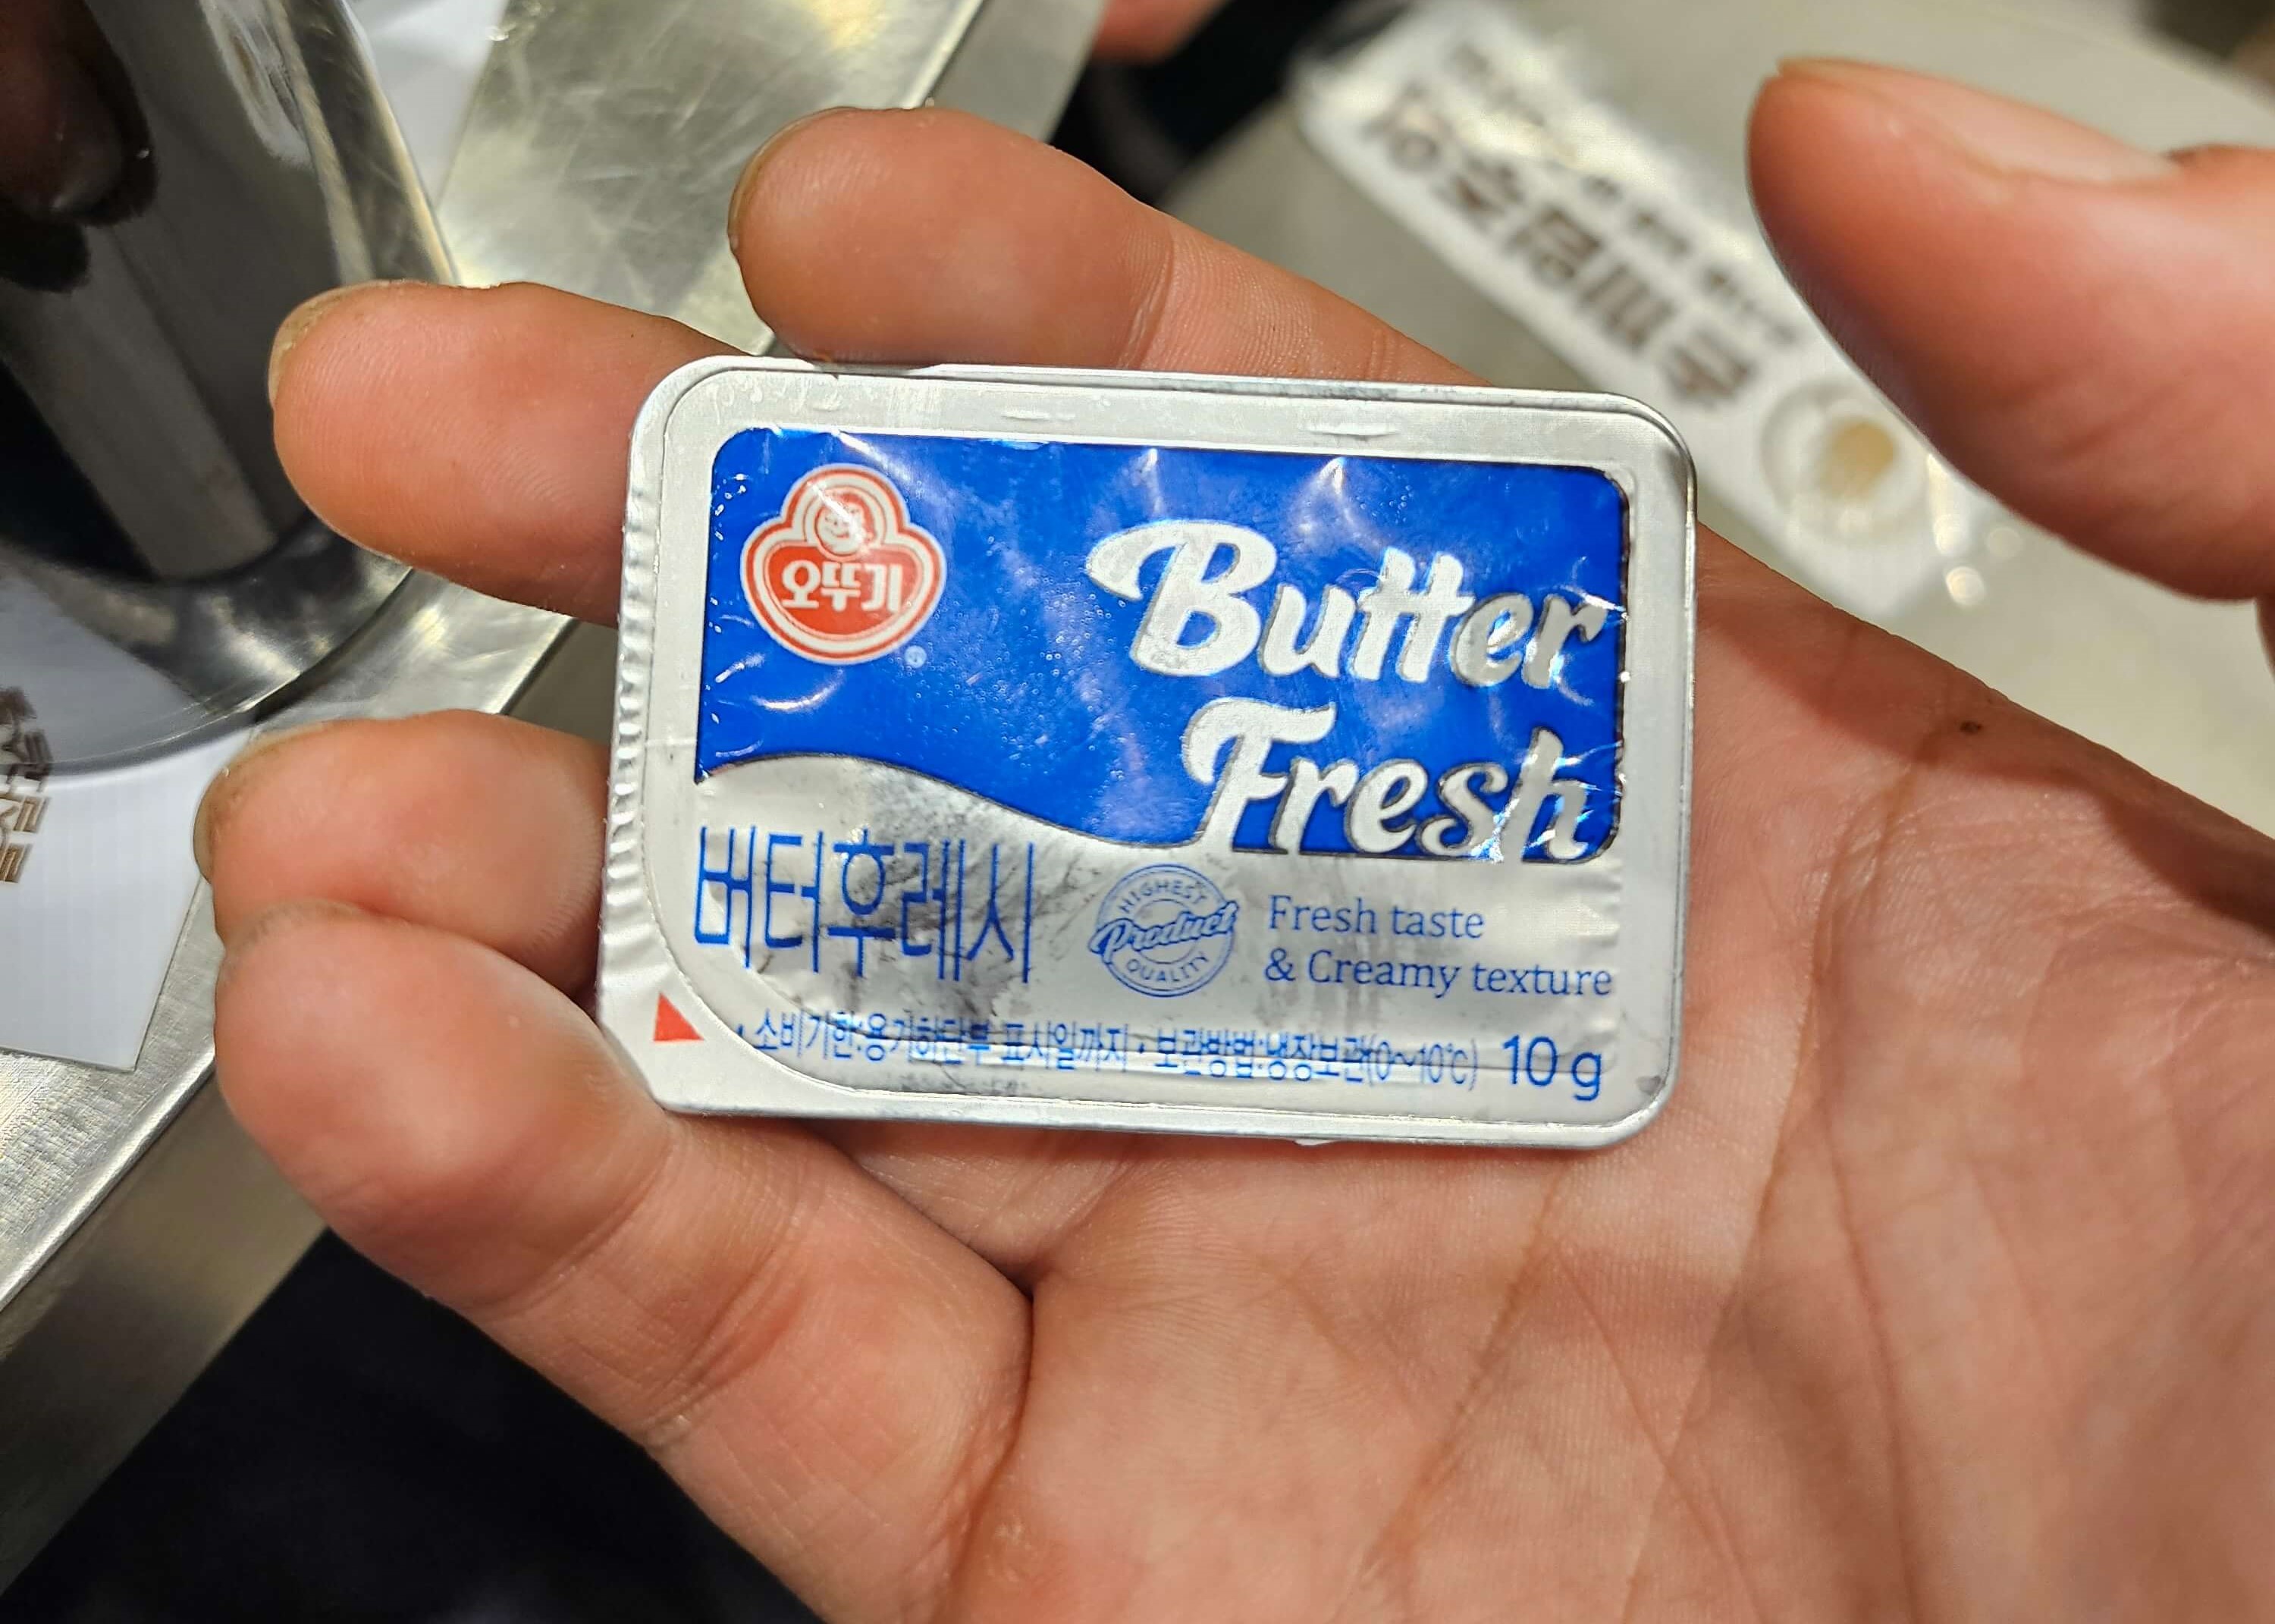 오뚜기
Butter
Fresh
버터후레시
HIGHEST
Product
QUALITY
Fresh taste
& Creamy texture
• 소비기한:용기하단부 표시일까지 • 보관방법:냉장보관(0~10℃) 10 g